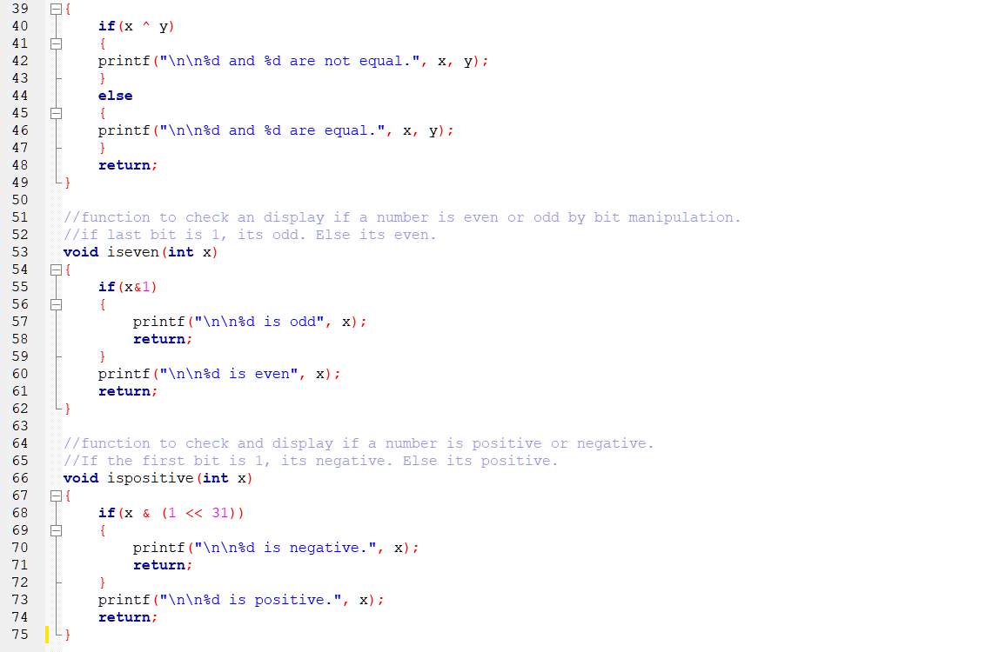 39 {
40 if(x ^ y)
41 {
42 printf("\n\n%d and %d are not equal.", x, y);
43 }
44 else
45 {
46 printf("\n\n%d and %d are equal.", x, y);
47 }
48 return;
49 }
50
51 //function to check an display if a number is even or odd by bit manipulation.
52 //if last bit is 1, its odd. Else its even.
53 void iseven(int x)
54 {
55 if(x&1)
56 {
57 printf("\n\n%d is odd", x);
58 return;
59 }
60 printf("\n\n%d is even", x);
61 return;
62 }
63
64 //function to check and display if a number is positive or negative.
65 //If the first bit is 1, its negative. Else its positive.
66 void ispositive(int x)
67 {
68 if(x & (1 << 31))
69 {
70 printf("\n\n%d is negative.", x);
71 return;
72 }
73 printf("\n\n%d is positive.", x);
74 return;
75 }